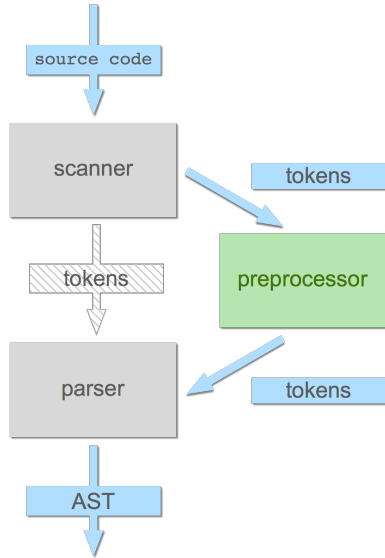 source code
scanner
tokens
tokens
preprocessor
parser
tokens
AST